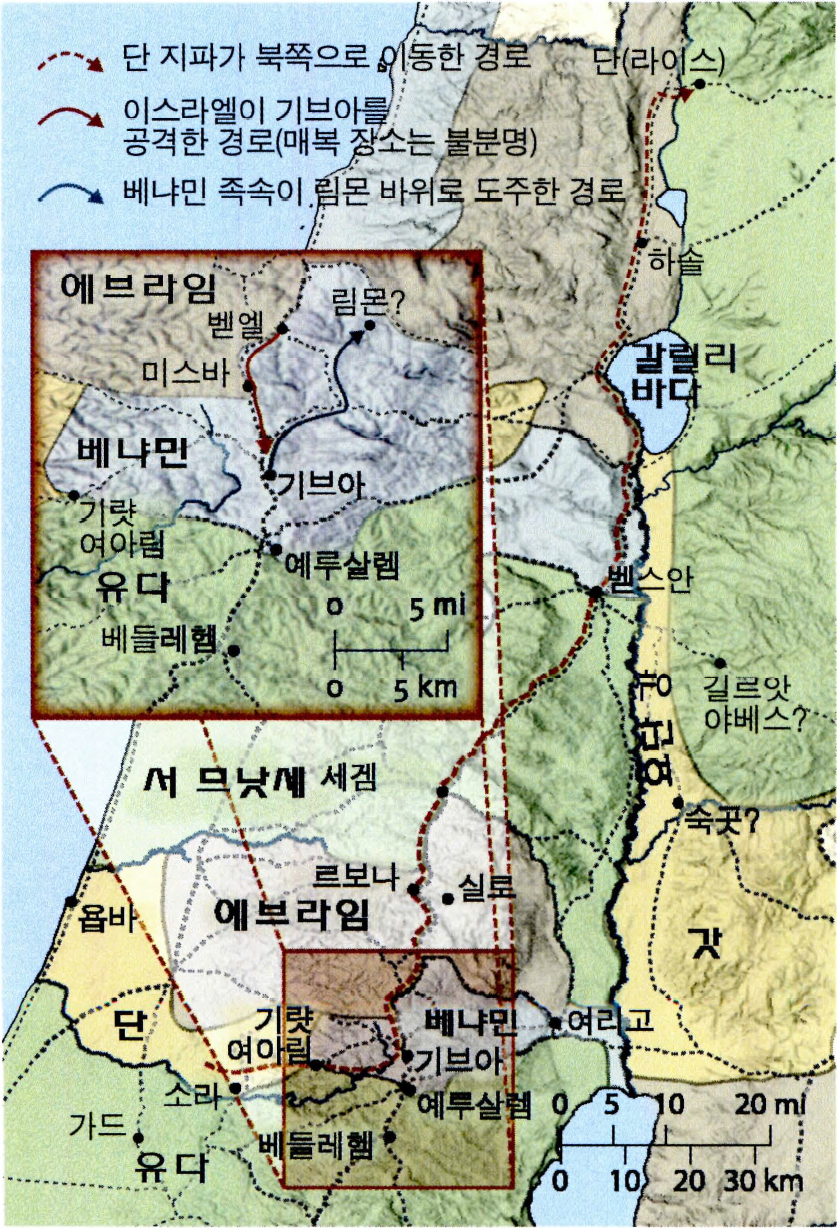 단 지파가 북쪽으로 이동한 경로
이스라엘이 기브아를
공격한 경로(매복 장소는 불분명)
베냐민 족속이 림몬 바위로 도주한 경로
단(라이스)
하솔
갈릴리
바다
에브라임
벧엘
림몬?
미스바
베냐민
기브아
기럇
여아림
예루살렘
유다
베들레헴
0 5 mi
0 5 km
벧스안
길르앗
야베스?
요단강
숙곳?
서 므낫세
세겜
르보나
실로
에브라임
욥바
갓
단
기럇
여아림
베냐민
여리고
기브아
소라
예루살렘
가드
베들레헴
유다
0 5 10 20 mi
0 10 20 30 km